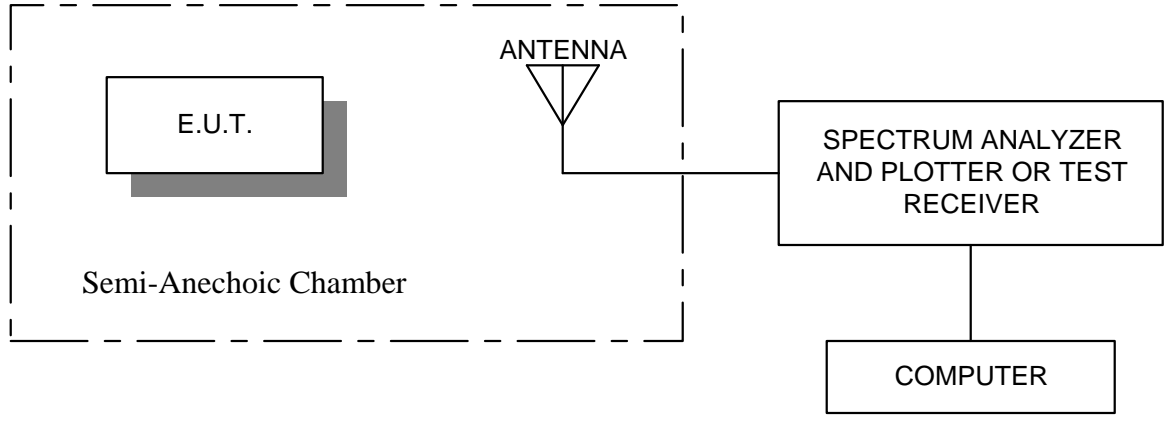 ANTENNA
E.U.T.
SPECTRUM ANALYZER
AND PLOTTER OR TEST
RECEIVER
Semi-Anechoic Chamber
COMPUTER